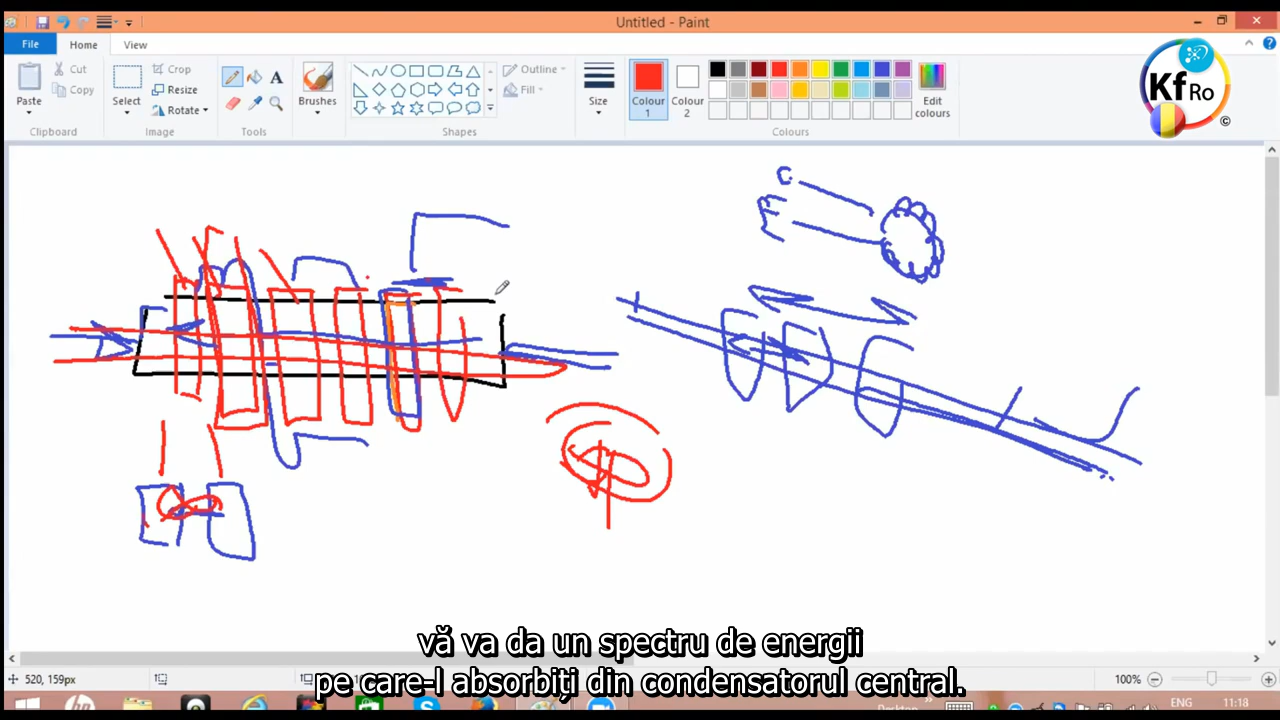 Untitled - Paint
File
Home
View
Paste
Cut
Copy
Clipboard
Select
Crop
Resize
Rotate
Image
Tools
Brushes
Shapes
Outline
Fill
Size
Colour
1
Colour
2
Edit
colours
Colours
Kf Ro
©
vă va da un spectru de energii
pe care-l absorbiți din condensatorul central.
520, 159px
100%
Desktop
ENG
11:18